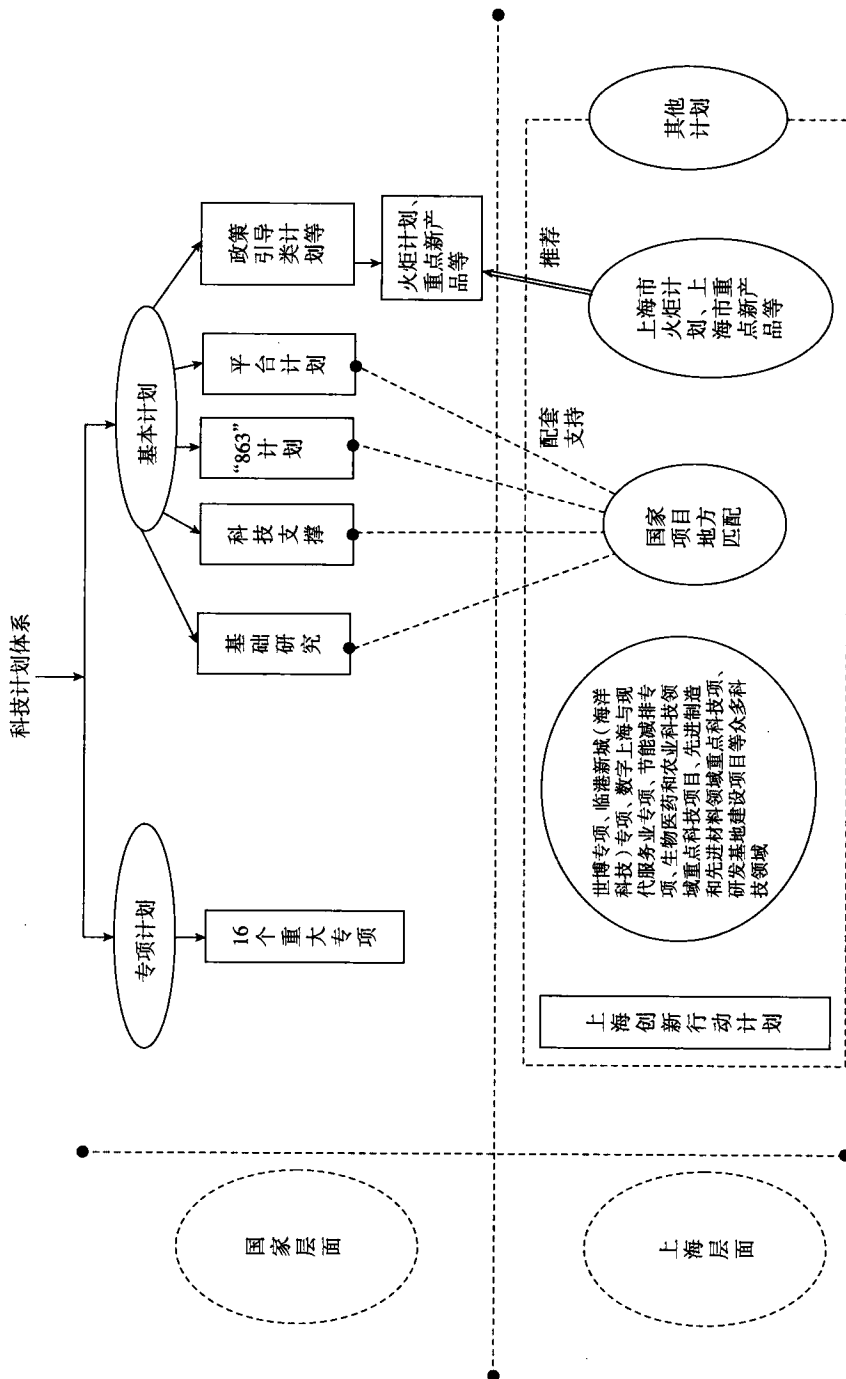 科技计划体系
专项计划
基本计划
16个重大专项
基础研究
科技支撑
“863”
计划
平台计划
政策
引导
类计
划等
火炬计划、
重点新产
品等
国家层面
配套
支持
推荐
上海创新行动计划
世博专项、临港新城（海洋
科技）专项、数字上海与现
代服务业专项、节能减排专
项、生物医药和农业科技领
域重点科技项目、先进制造
和先进材料领域重点科技项、
研发基地建设项目等众多科
技领域
国家
项目
地方
匹配
上海市
火炬计
划、上
海市重
点新产
品等
其他
计划
上海层面